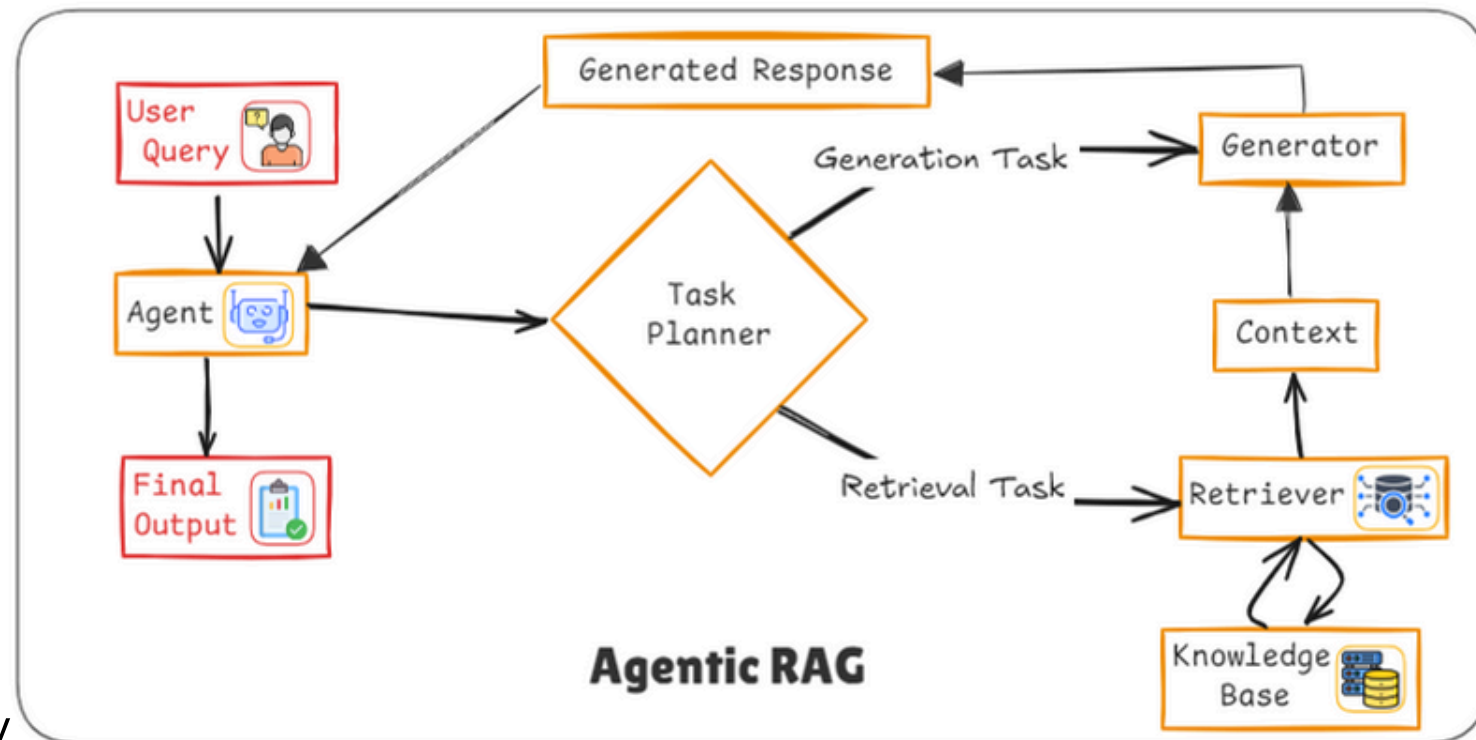 Generated Response
User
Query
Generator
Generation Task
Agent
Task
Planner
Context
Final
Output
Retrieval Task
Retriever
Knowledge
Base
Agentic RAG